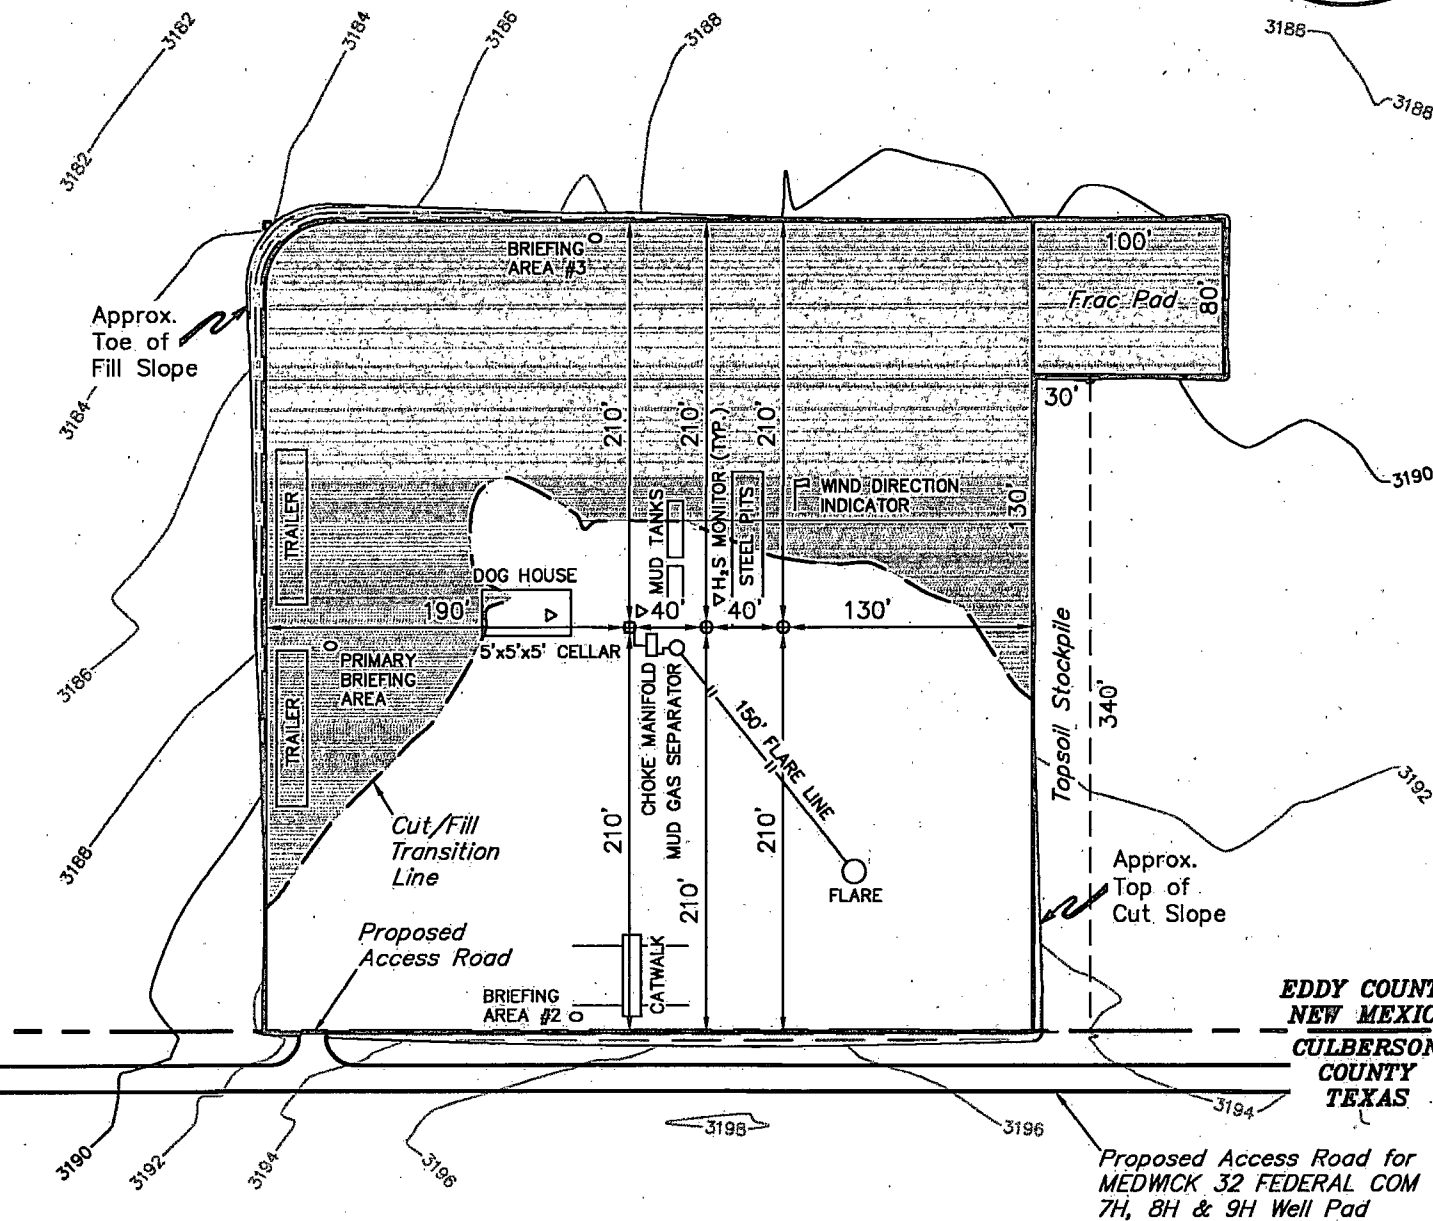 3182
3184
3186
3188
3188
3188
3182
BRIEFING
AREA #3
100'
Frac Pad
80'
Approx.
Toe of
Fill Slope
3184
30'
210'
210'
210'
3190
TRAILER
MUD TANKS
▽H2S MONITOR (TYP.)
STEEL PITS
WIND DIRECTION
INDICATOR
130'
DOG HOUSE
190'
40'
40'
130'
5'x5'x5' CELLAR
PRIMARY
BRIEFING
AREA
3186
TRAILER
CHOKE MANIFOLD
MUD GAS SEPARATOR
150' FLARE LINE
Topsoil Stockpile
340'
3192
Cut/Fill
Transition
Line
210'
210'
210'
3188
FLARE
Approx.
Top of
Cut Slope
Proposed
Access Road
CATWALK
BRIEFING
AREA #2
EDDY COUNT
NEW MEXIC
CULBERSON
COUNTY
TEXAS
3190
3192
3194
3196
3198
3196
3194
Proposed Access Road for
MEDWICK 32 FEDERAL COM
7H, 8H & 9H Well Pad